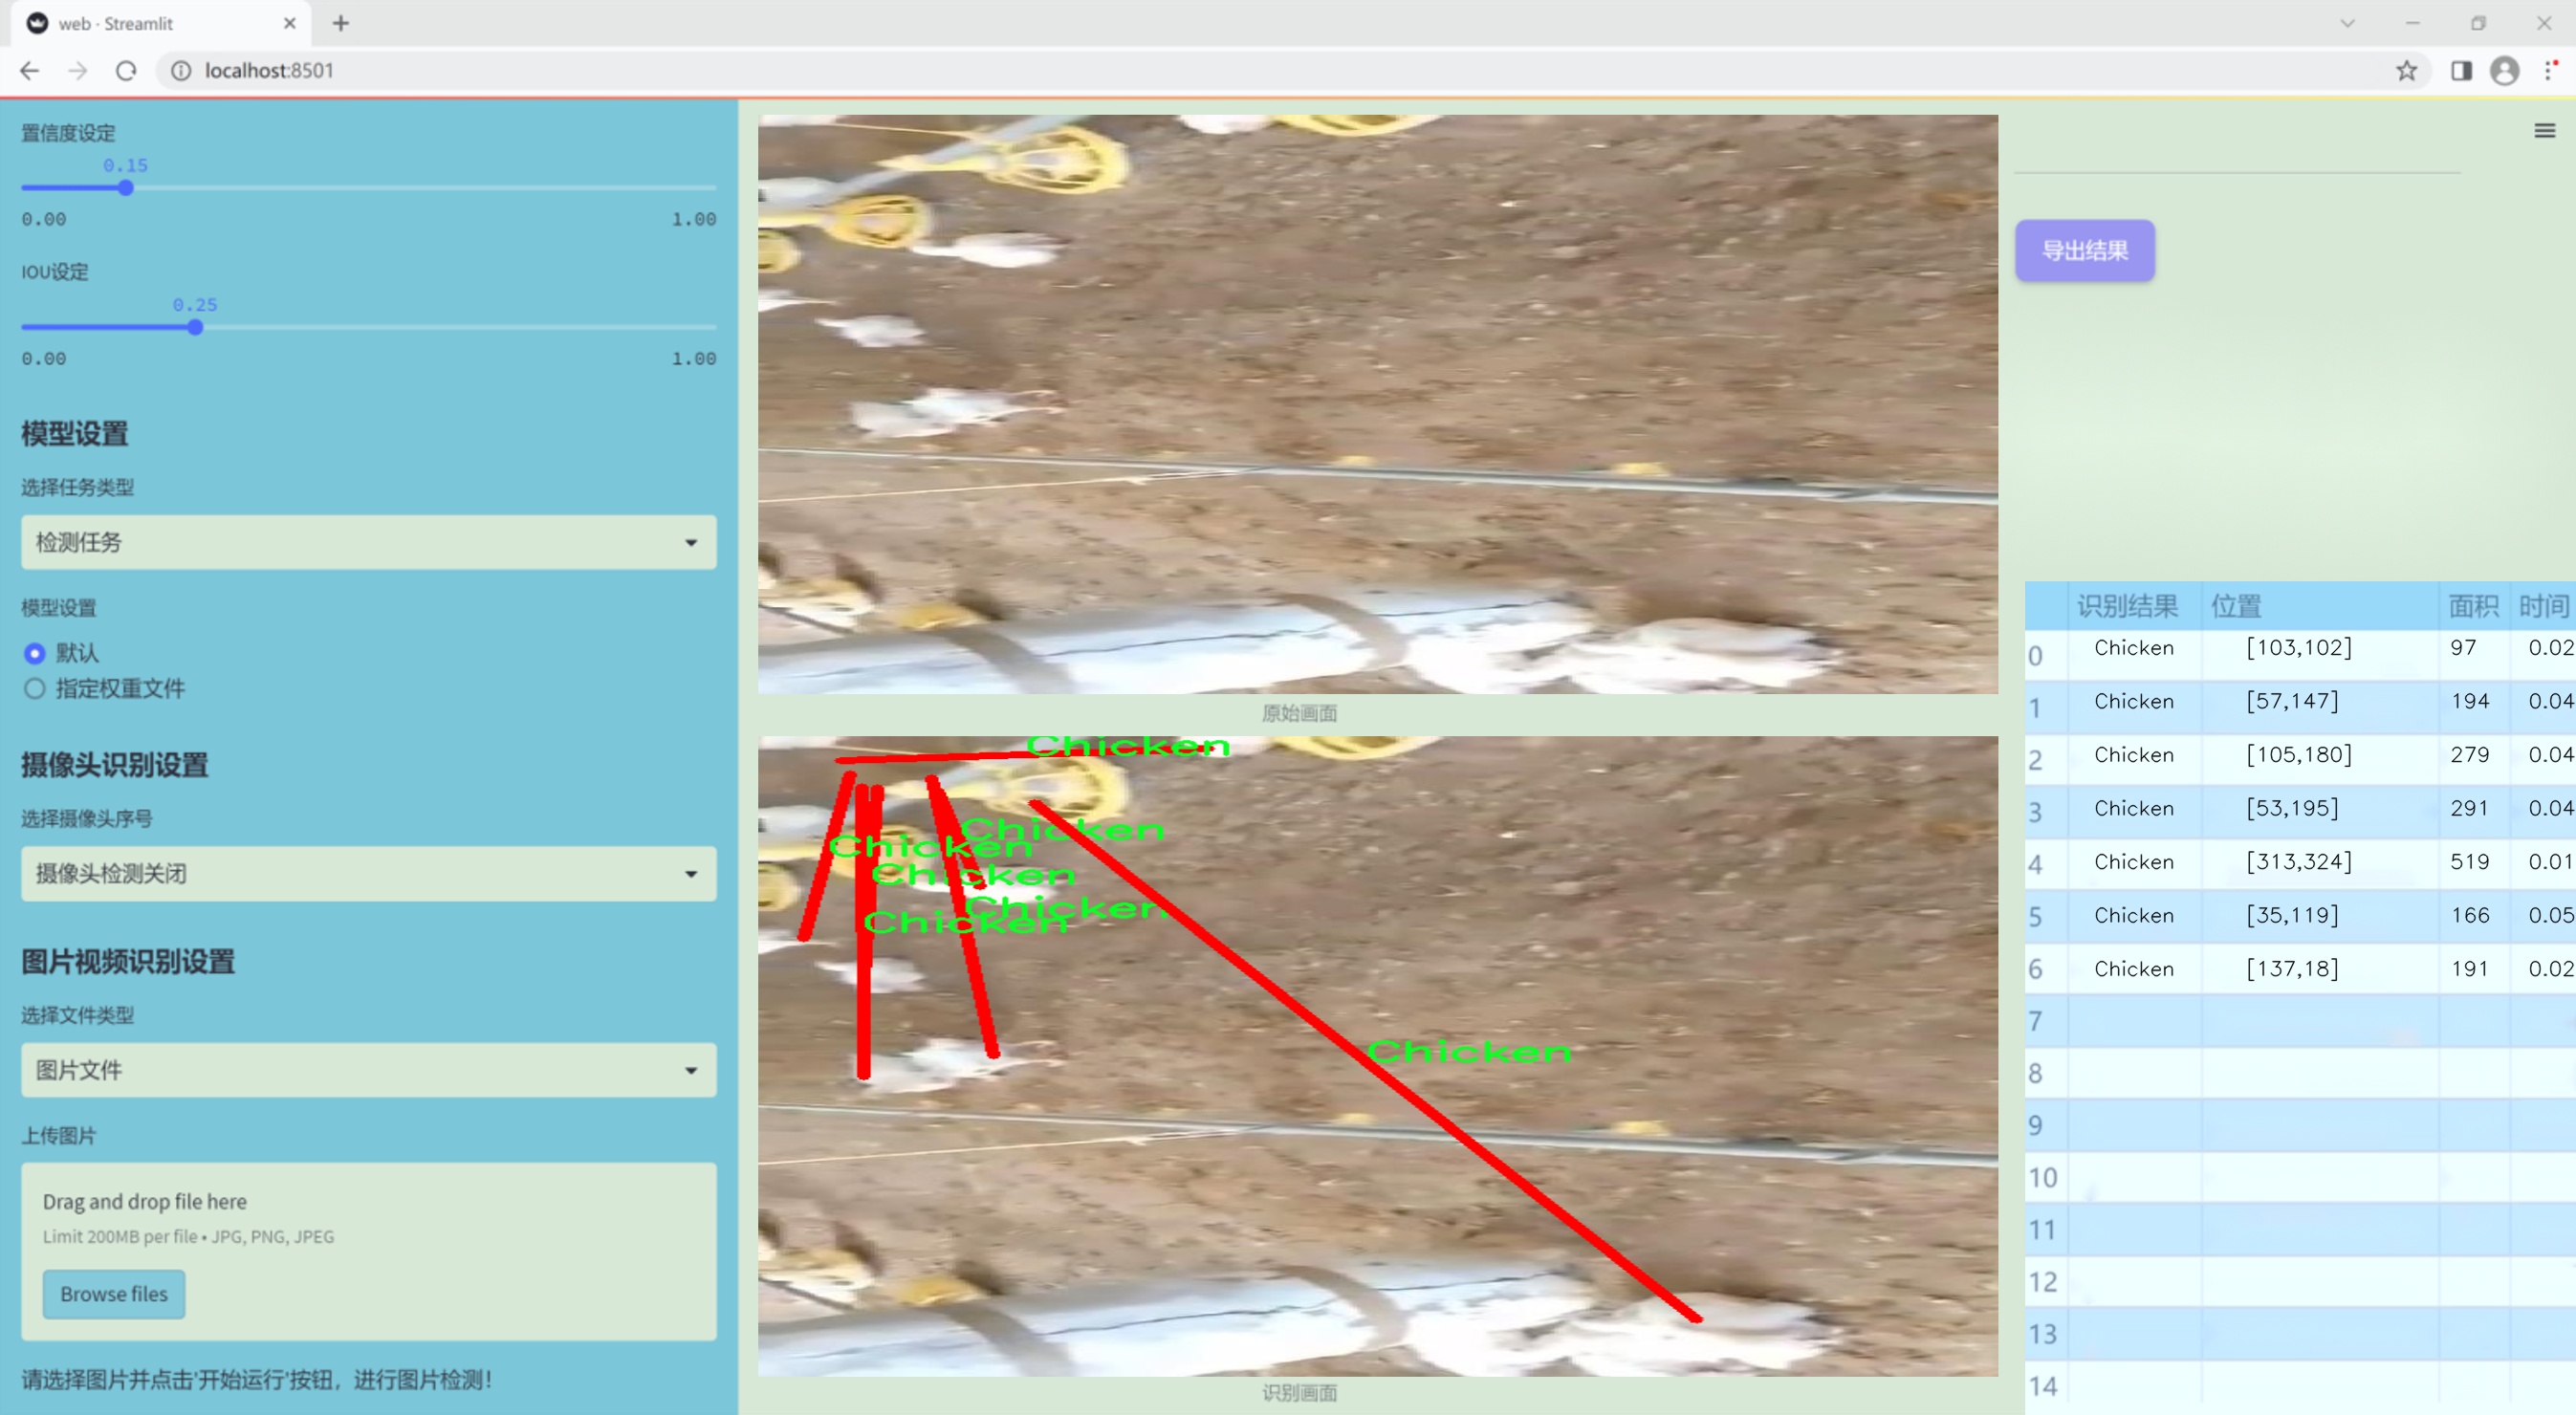 web · Streamlit
localhost:8501
置信度设定
0.15
0.00 1.00
IOU设定
0.25
0.00 1.00
模型设置
选择任务类型
检测任务
模型设置
默认
指定权重文件
摄像头识别设置
选择摄像头序号
摄像头检测关闭
图片视频识别设置
选择文件类型
图片文件
上传图片
Drag and drop file here
Limit 200MB per file • JPG, PNG, JPEG
Browse files
请选择图片并点击'开始运行'按钮，进行图片检测！
原始画面
Chicken
Chicken
Chicken
Chicken
Chicken
Chicken
Chicken
识别画面
导出结果
识别结果 位置 面积 时间
0 Chicken [103,102] 97 0.02
1 Chicken [57,147] 194 0.04
2 Chicken [105,180] 279 0.04
3 Chicken [53,195] 291 0.04
4 Chicken [313,324] 519 0.01
5 Chicken [35,119] 166 0.05
6 Chicken [137,18] 191 0.02
7
8
9
10
11
12
13
14